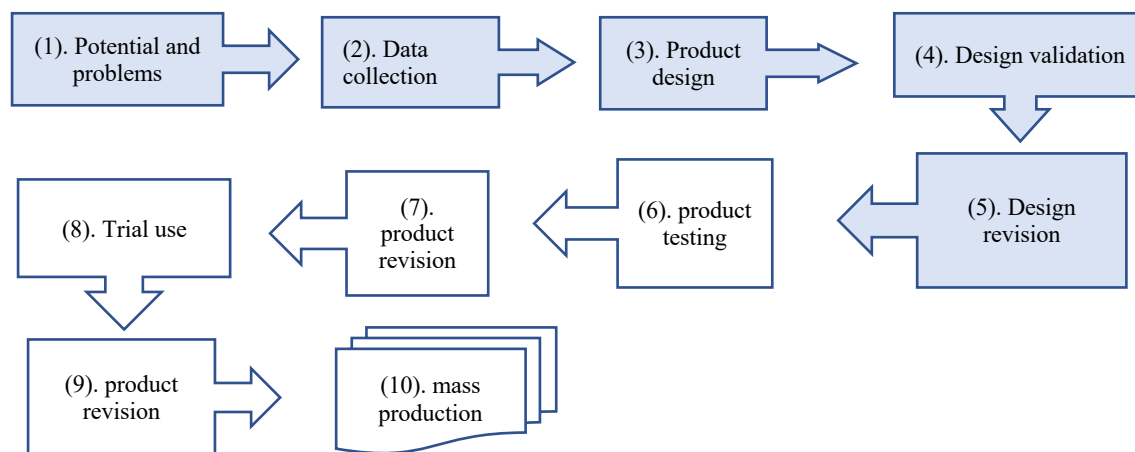 (1). Potential and
problems
(2). Data
collection
(3). Product
design
(4). Design validation
(5). Design
revision
(6). product
testing
(7).
product
revision
(8). Trial use
(9). product
revision
(10). mass
production